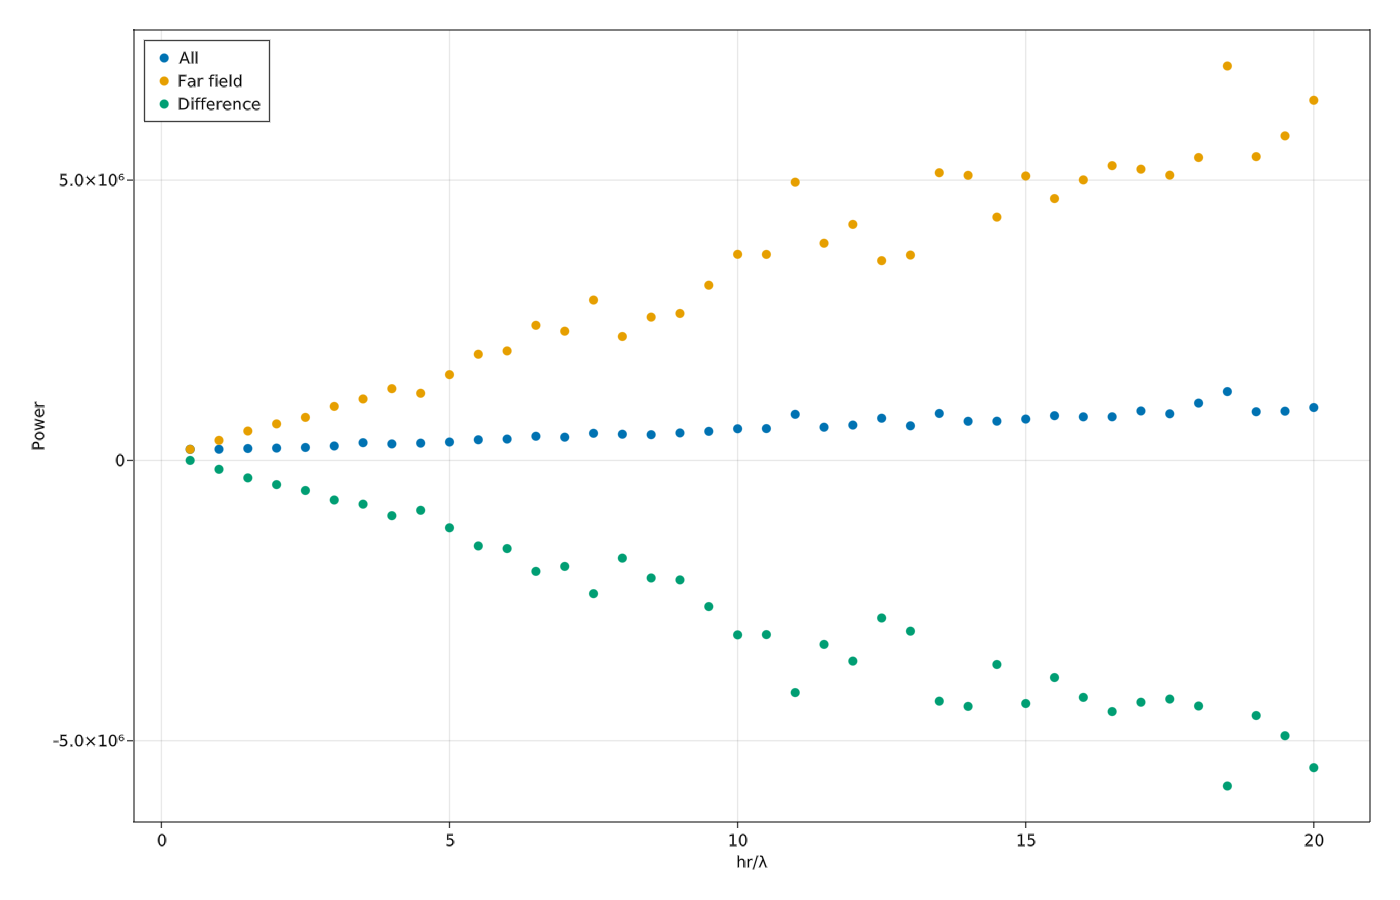 All
Far field
Difference
5.0×10⁶
0
-5.0×10⁶
Power
0 5 10 15 20
hr/λ